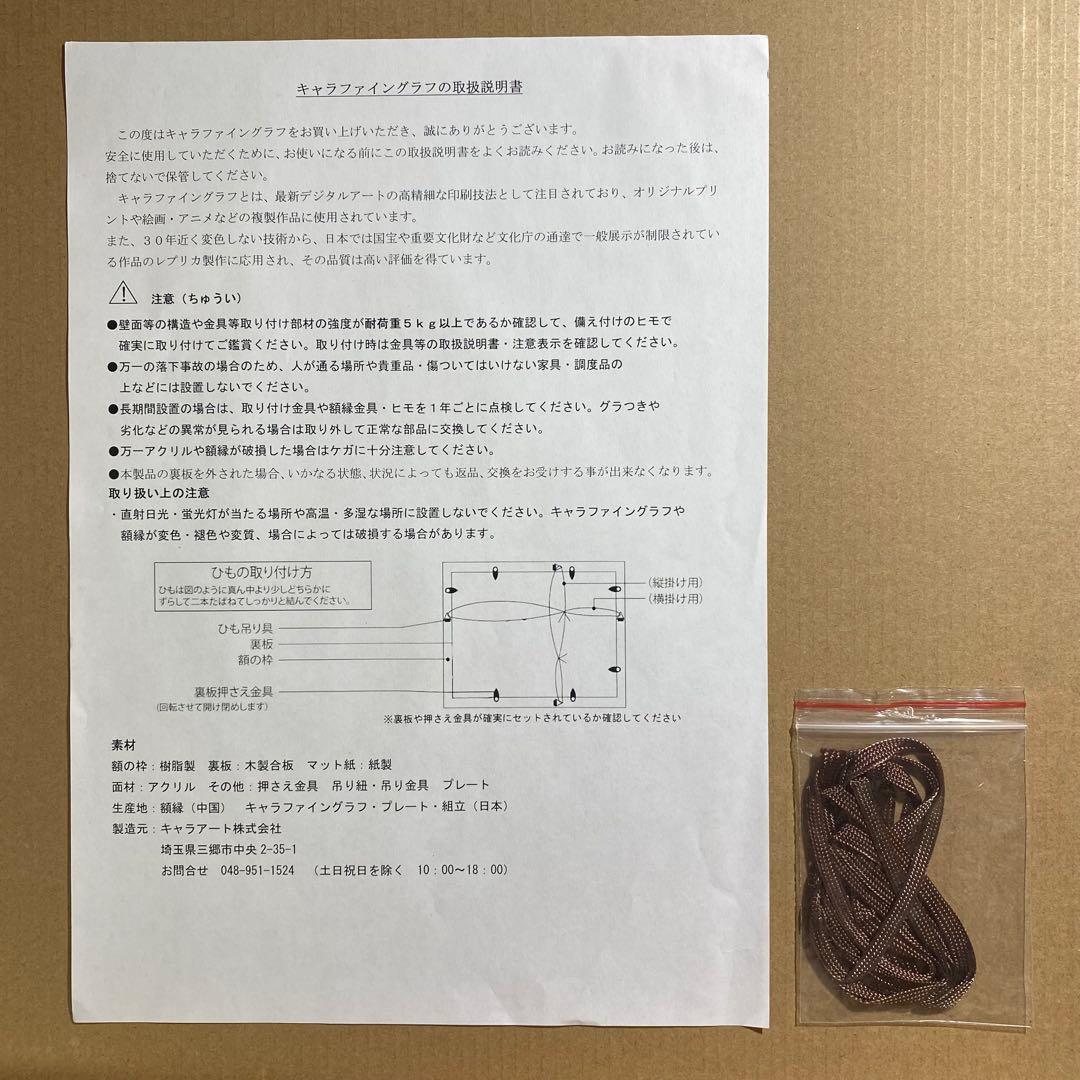 キャラファイングラフの取扱説明書
この度はキャラファイングラフをお買い上げいただき、誠にありがとうございます。
安全に使用していただくために、お使いになる前にこの取扱説明書をよくお読みください。お読みになった後は、
捨てないで保管してください。
キャラファイングラフとは、最新デジタルアートの高精細な印刷技法として注目されており、オリジナルプリ
ントや絵画・アニメなどの複製作品に使用されています。
また、３０年近く変色しない技術から、日本では国宝や重要文化財など文化庁の通達で一般展示が制限されてい
る作品のレプリカ製作に応用され、その品質は高い評価を得ています。
注意（ちゅうい）
●壁面等の構造や金具等取り付け部材の強度が耐荷重５ｋｇ以上であるか確認して、備え付けのヒモで
確実に取り付けてご鑑賞ください。取り付け時は金具等の取扱説明書・注意表示を確認してください。
●万一の落下事故の場合のため、人が通る場所や貴重品・傷ついてはいけない家具・調度品の
上などには設置しないでください。
●長期間設置の場合は、取り付け金具や額縁金具・ヒモを１年ごとに点検してください。グラつきや
劣化などの異常が見られる場合は取り外して正常な部品に交換してください。
●万一アクリルや額縁が破損した場合はケガに十分注意してください。
●本製品の裏板を外された場合、いかなる状態、状況によっても返品、交換をお受けする事が出来なくなります。
取り扱い上の注意
・直射日光・蛍光灯が当たる場所や高温・多湿な場所に設置しないでください。キャラファイングラフや
額縁が変色・褪色や変質、場合によっては破損する場合があります。
ひもの取り付け方
ひもは図のように真ん中より少しどちらかに
ずらして二本たばねてしっかりと結んでください。
(縦掛け用)
(横掛け用)
ひも吊り具
裏板
額の枠
裏板押さえ金具
(回転させて開け閉めします)
※裏板や押さえ金具が確実にセットされているか確認してください
素材
額の枠：樹脂製　裏板：木製合板　マット紙：紙製
面材：アクリル　その他：押さえ金具　吊り紐・吊り金具　プレート
生産地：額縁（中国）　キャラファイングラフ・プレート・組立（日本）
製造元：キャラアート株式会社
埼玉県三郷市中央 2-35-1
お問合せ　048-951-1524　（土日祝日を除く　10：00～18：00）